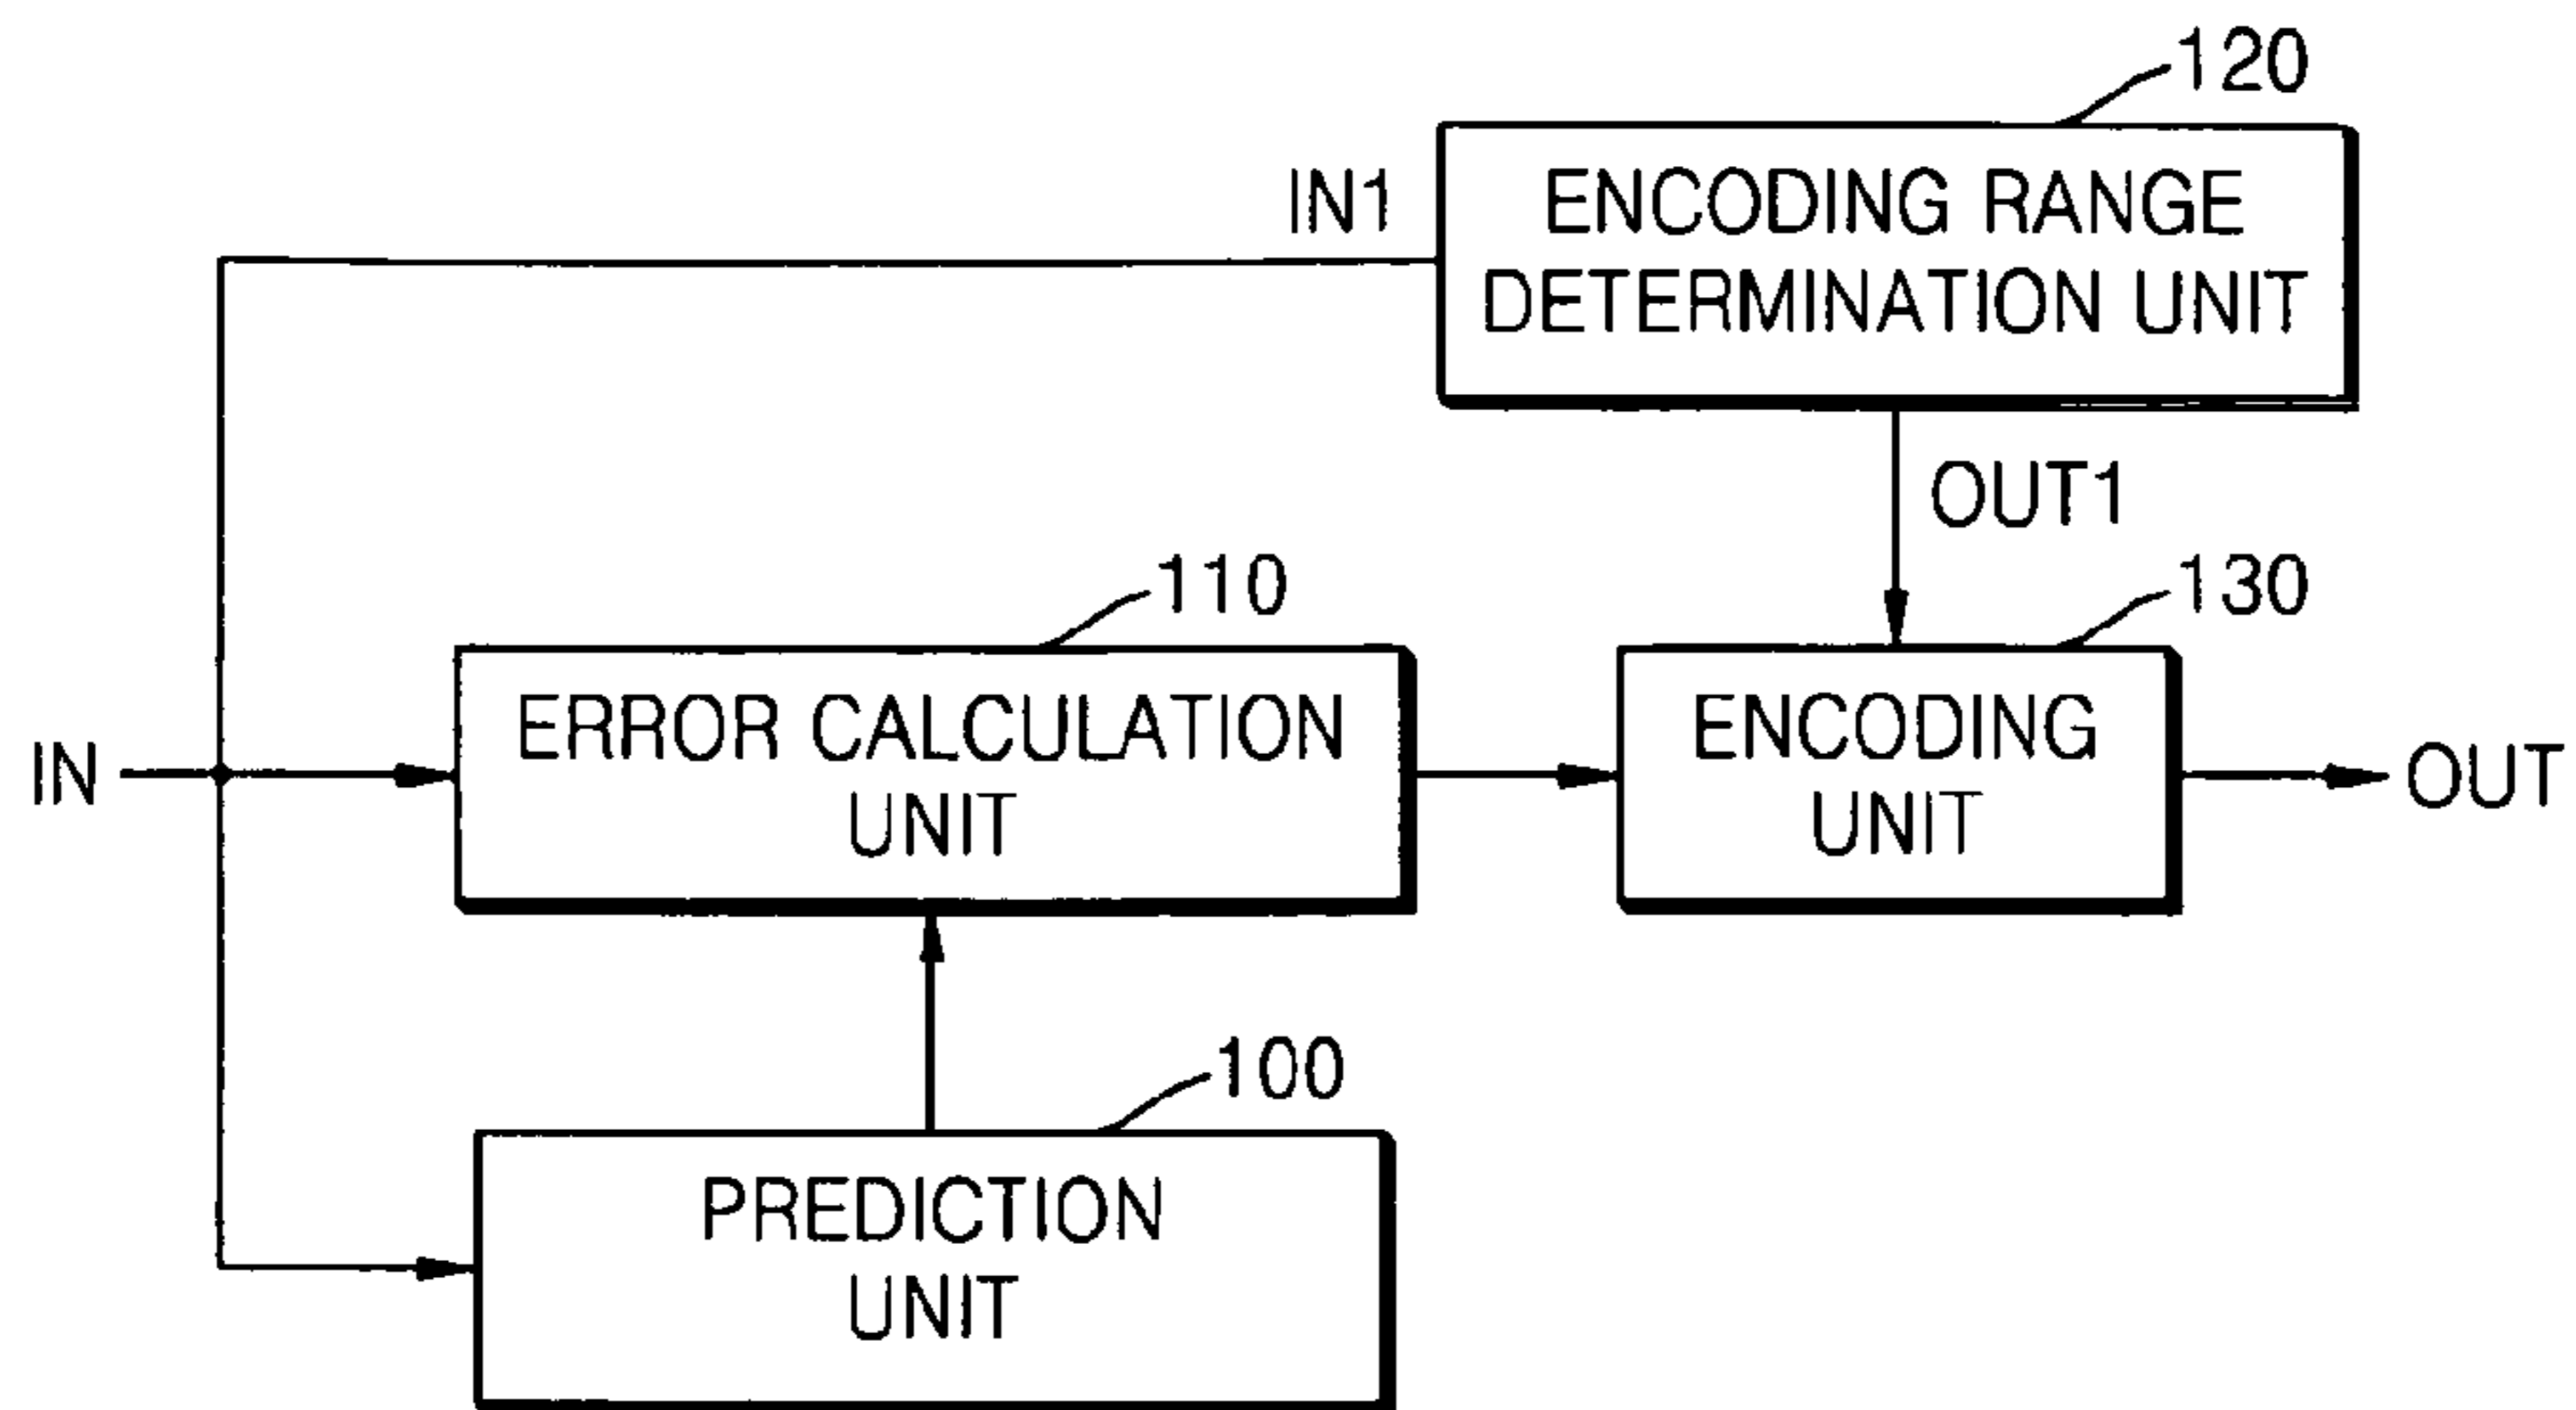 120
IN1
ENCODING RANGE
DETERMINATION UNIT
OUT1
110
130
IN
ERROR CALCULATION
UNIT
ENCODING
UNIT
OUT
100
PREDICTION
UNIT